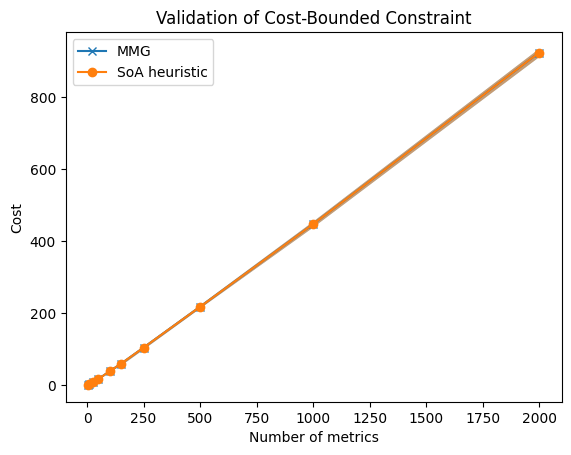 Validation of Cost-Bounded Constraint
MMG
SoA heuristic
800
600
400
200
0
Cost
0 250 500 750 1000 1250 1500 1750 2000
Number of metrics